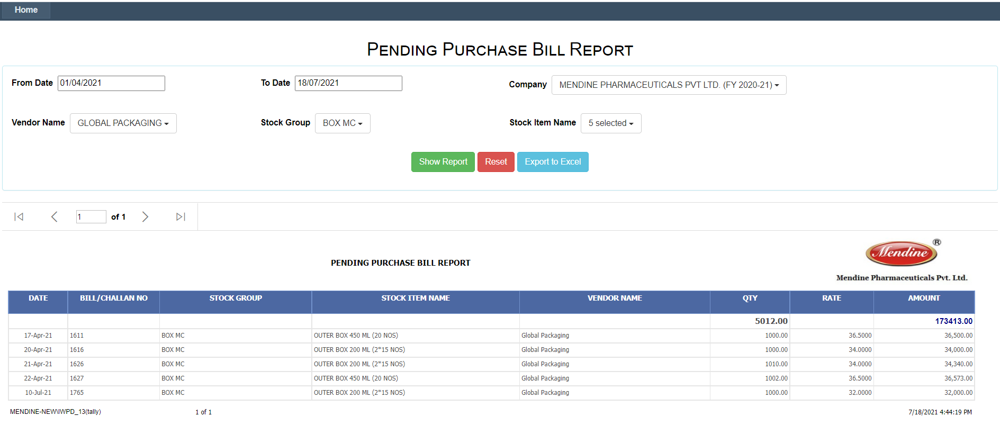 Home
PENDING PURCHASE BILL REPORT
From Date 01/04/2021 To Date 18/07/2021 Company MENDINE PHARMACEUTICALS PVT LTD. (FY 2020-21)
Vendor Name GLOBAL PACKAGING Stock Group BOX MC Stock Item Name 5 selected
Show Report Reset Export to Excel
1 of 1
Mendine ®
PENDING PURCHASE BILL REPORT
Mendine Pharmaceuticals Pvt. Ltd.
DATE BILL/CHALLAN NO STOCK GROUP STOCK ITEM NAME VENDOR NAME QTY RATE AMOUNT
5012.00 173413.00
17-Apr-21 1611 BOX MC OUTER BOX 450 ML (20 NOS) Global Packaging 1000.00 36.5000 36,500.00
20-Apr-21 1616 BOX MC OUTER BOX 200 ML (2*15 NOS) Global Packaging 1000.00 34.0000 34,000.00
21-Apr-21 1626 BOX MC OUTER BOX 200 ML (2*15 NOS) Global Packaging 1010.00 34.0000 34,340.00
22-Apr-21 1627 BOX MC OUTER BOX 450 ML (20 NOS) Global Packaging 1002.00 36.5000 36,573.00
10-Jul-21 1765 BOX MC OUTER BOX 200 ML (2*15 NOS) Global Packaging 1000.00 32.0000 32,000.00
MENDINE-NEW\IWPD_13(tally) 1 of 1 7/18/2021 4:44:19 PM